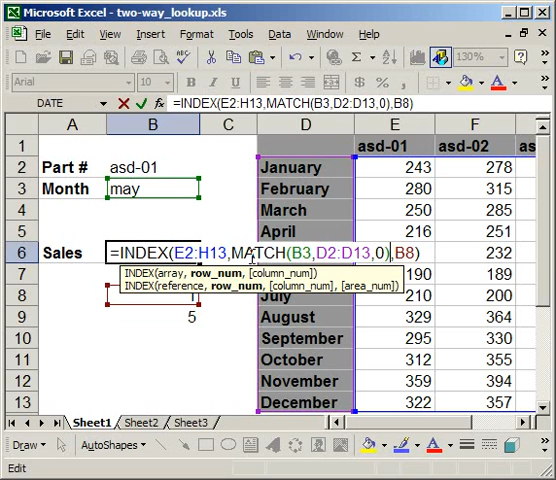 Microsoft Excel - two-way_lookup.xls
File Edit View Insert Format Tools Data Window Help
Σ 130%
Arial 10 B I U $
DATE =INDEX(E2:H13,MATCH(B3,D2:D13,0),B8)
A B C D E F
1 asd-01 asd-02 as
2 Part # asd-01 January 243 278
3 Month may February 280 315
4 March 250 285
5 April 216 251
6 Sales =INDEX(E2:H13,MATCH(B3,D2:D13,0),B8) 232
7 INDEX(array, row_num, [column_num]) 190 189
INDEX(reference, row_num, [column_num], [area_num])
8 1 July 210 208
9 5 August 329 364
10 September 295 330
11 October 312 355
12 November 359 394
13 December 322 357
Sheet1 Sheet2 Sheet3
Draw AutoShapes A
Edit